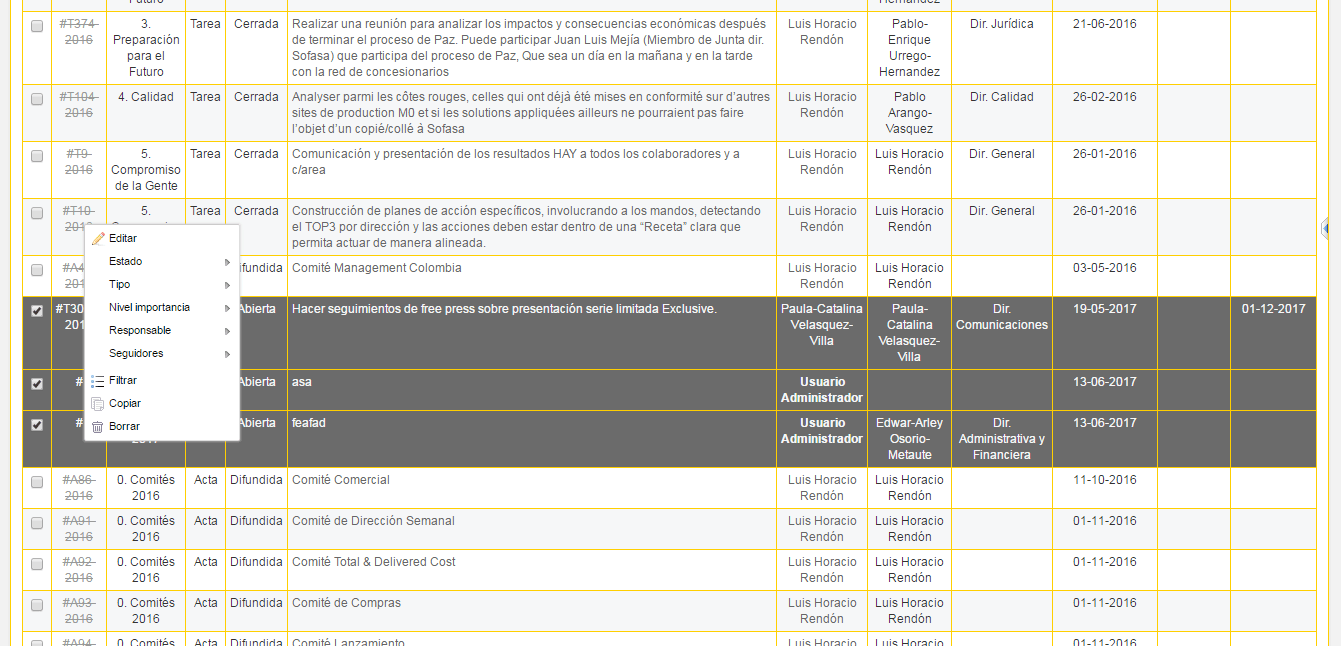 Futuro
Hernandez
#T374-
2016
3.
Preparación
para el
Futuro
Tarea
Cerrada
Realizar una reunión para analizar los impactos y consecuencias económicas después
de terminar el proceso de Paz. Puede participar Juan Luis Mejía (Miembro de Junta dir.
Sofasa) que participa del proceso de Paz, Que sea un día en la mañana y en la tarde
con la red de concesionarios
Luis Horacio
Rendón
Pablo-
Enrique
Urrego-
Hernandez
Dir. Jurídica
21-06-2016
#T104-
2016
4. Calidad
Tarea
Cerrada
Analyser parmi les côtes rouges, celles qui ont déjà été mises en conformité sur d'autres
sites de production M0 et si les solutions appliquées ailleurs ne pourraient pas faire
l'objet d'un copié/collé à Sofasa
Luis Horacio
Rendón
Pablo
Arango-
Vasquez
Dir. Calidad
26-02-2016
#T9-
2016
5.
Compromiso
de la Gente
Tarea
Cerrada
Comunicación y presentación de los resultados HAY a todos los colaboradores y a
c/area
Luis Horacio
Rendón
Luis Horacio
Rendón
Dir. General
26-01-2016
#T10-
5.
Tarea
Cerrada
Construcción de planes de acción específicos, involucrando a los mandos, detectando
el TOP3 por dirección y las acciones deben estar dentro de una “Receta” clara que
permita actuar de manera alineada.
Luis Horacio
Rendón
Luis Horacio
Rendón
Dir. General
26-01-2016
Editar
Estado
Tipo
Nivel importancia
Responsable
Seguidores
Filtrar
Copiar
Borrar
#A4
201
ifundida
Comité Management Colombia
Luis Horacio
Rendón
Luis Horacio
Rendón
03-05-2016
#T30
201
Abierta
Hacer seguimientos de free press sobre presentación serie limitada Exclusive.
Paula-Catalina
Velasquez-
Villa
Paula-
Catalina
Velasquez-
Villa
Dir.
Comunicaciones
19-05-2017
01-12-2017
#
Abierta
asa
Usuario
Administrador
13-06-2017
#
Abierta
feafad
Usuario
Administrador
Edwar-Arley
Osorio-
Metaute
Dir.
Administrativa y
Financiera
13-06-2017
#A86-
2016
0. Comités
2016
Acta
Difundida
Comité Comercial
Luis Horacio
Rendón
Luis Horacio
Rendón
11-10-2016
#A91-
2016
0. Comités
2016
Acta
Difundida
Comité de Dirección Semanal
Luis Horacio
Rendón
Luis Horacio
Rendón
01-11-2016
#A92-
2016
0. Comités
2016
Acta
Difundida
Comité Total & Delivered Cost
Luis Horacio
Rendón
Luis Horacio
Rendón
01-11-2016
#A93-
2016
0. Comités
2016
Acta
Difundida
Comité de Compras
Luis Horacio
Rendón
Luis Horacio
Rendón
01-11-2016
#A94-
0. Comités
Acta
Difundida
Comité Lanzamiento
Luis Horacio
Luis Horacio
01-11-2016